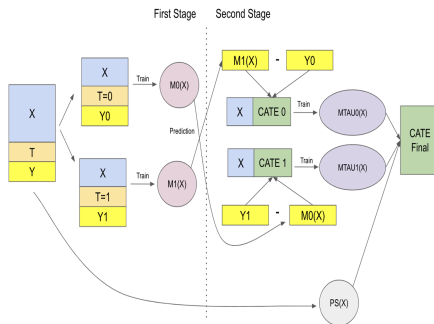 First Stage
Second Stage
X
T
Y
X
T=0
Y0
Train
M0(X)
X
T=1
Y1
Train
M1(X)
Prediction
M1(X)
-
Y0
X
CATE 0
Train
MTAU0(X)
X
CATE 1
Train
MTAU1(X)
Y1
-
M0(X)
CATE
Final
PS(X)